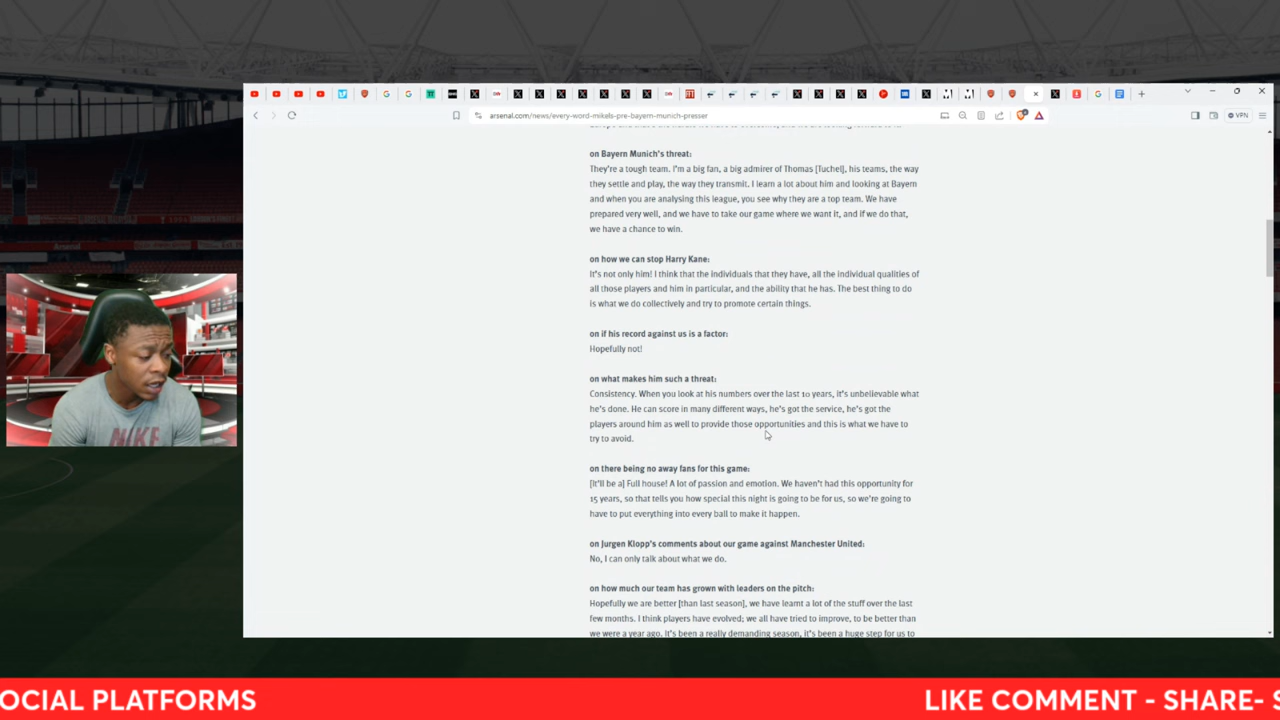 arsenal.com/news/every-word-mikels-pre-bayern-munich-presser
VPN
on Bayern Munich's threat:
They're a tough team. I'm a big fan, a big admirer of Thomas [Tuchel], his teams, the way
they settle and play, the way they transmit. I learn a lot about him and looking at Bayern
and when you are analysing this league, you see why they are a top team. We have
prepared very well, and we have to take our game where we want it, and if we do that,
we have a chance to win.
on how we can stop Harry Kane:
It's not only him! I think that the individuals that they have, all the individual qualities of
all those players and him in particular, and the ability that he has. The best thing to do
is what we do collectively and try to promote certain things.
on if his record against us is a factor:
Hopefully not!
on what makes him such a threat:
Consistency. When you look at his numbers over the last 10 years, it's unbelievable what
he's done. He can score in many different ways, he's got the service, he's got the
players around him as well to provide those opportunities and this is what we have to
try to avoid.
on there being no away fans for this game:
[It'll be a] Full house! A lot of passion and emotion. We haven't had this opportunity for
15 years, so that tells you how special this night is going to be for us, so we're going to
have to put everything into every ball to make it happen.
on Jurgen Klopp's comments about our game against Manchester United:
No, I can only talk about what we do.
on how much our team has grown with leaders on the pitch:
Hopefully we are better [than last season], we have learnt a lot of the stuff over the last
few months. I think players have evolved; we all have tried to improve, to be better than
we were a year ago. It's been a really demanding season, it's been a huge step for us to
NIKE
OCIAL PLATFORMS
LIKE COMMENT - SHARE- S